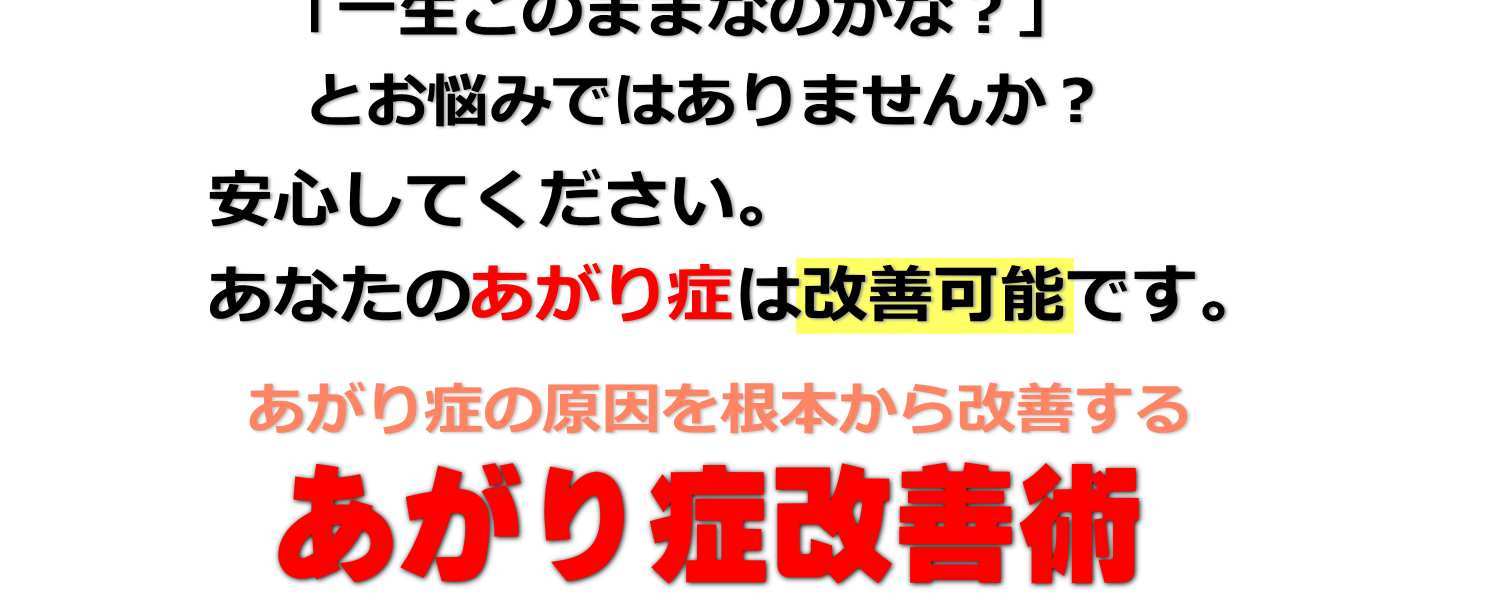 「一生このままなのかな？」
とお悩みではありませんか？
安心してください。
あなたのあがり症は改善可能です。
あがり症の原因を根本から改善する
あがり症改善術